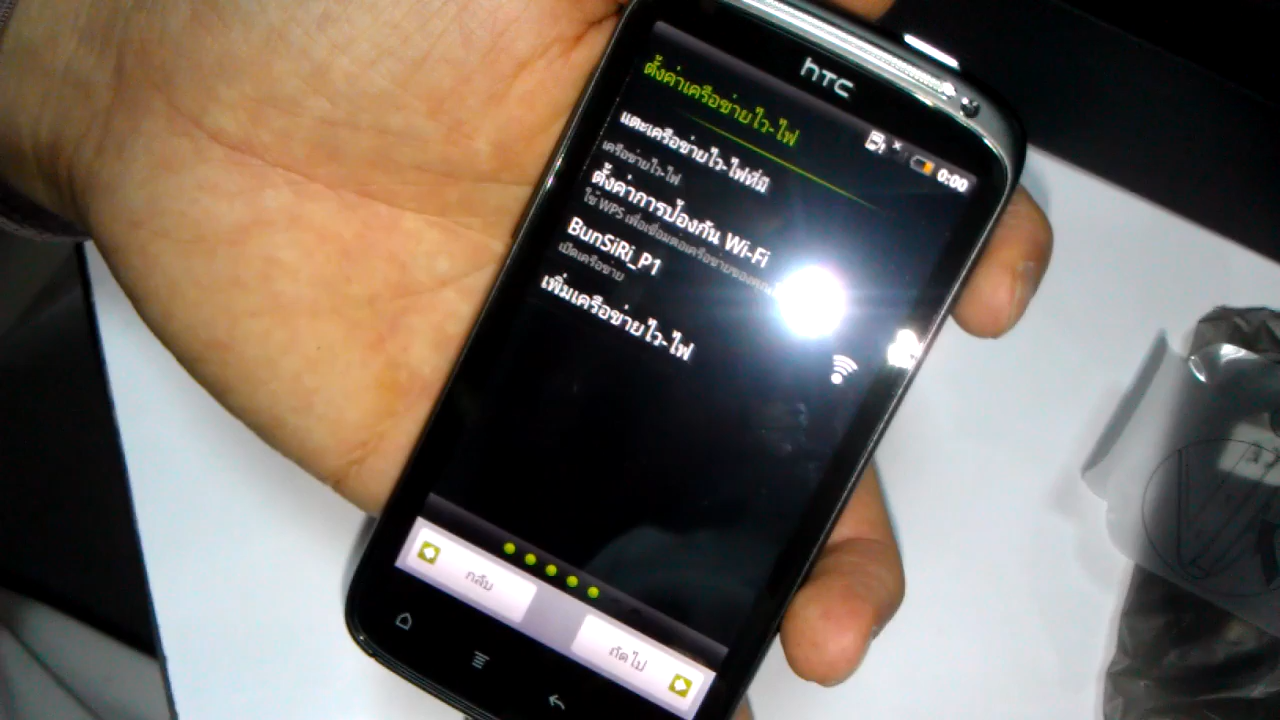 hTC
0:00
ตั้งค่าเครือข่ายไว-ไฟ
แตะเครือข่ายไว-ไฟที่มี
เครือข่ายไว-ไฟ
ตั้งค่าการป้องกัน Wi-Fi
ใช้ WPS เพื่อเชื่อมต่อเครือข่ายของคุณ
BunSiRi_P1
เปิดเครือข่าย
เพิ่มเครือข่ายไว-ไฟ
กลับ
ถัดไป